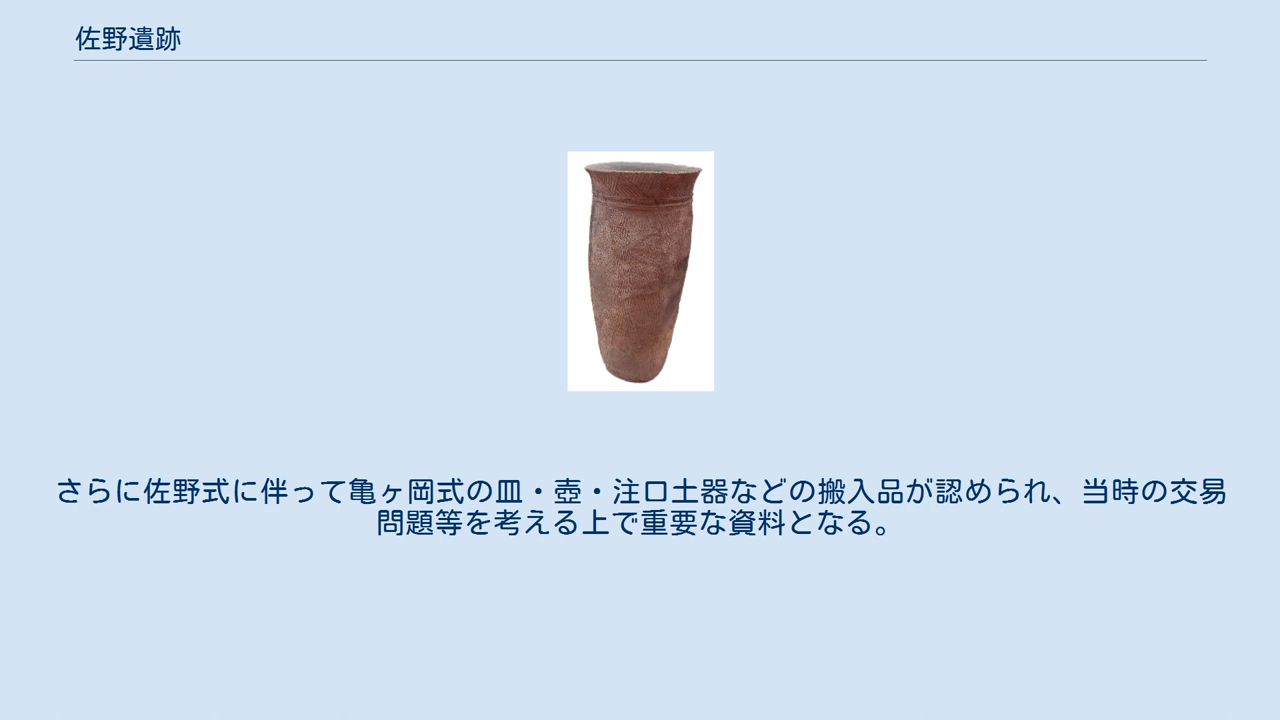 佐野遺跡
さらに佐野式に伴って亀ヶ岡式の皿・壺・注口土器などの搬入品が認められ、当時の交易
問題等を考える上で重要な資料となる。